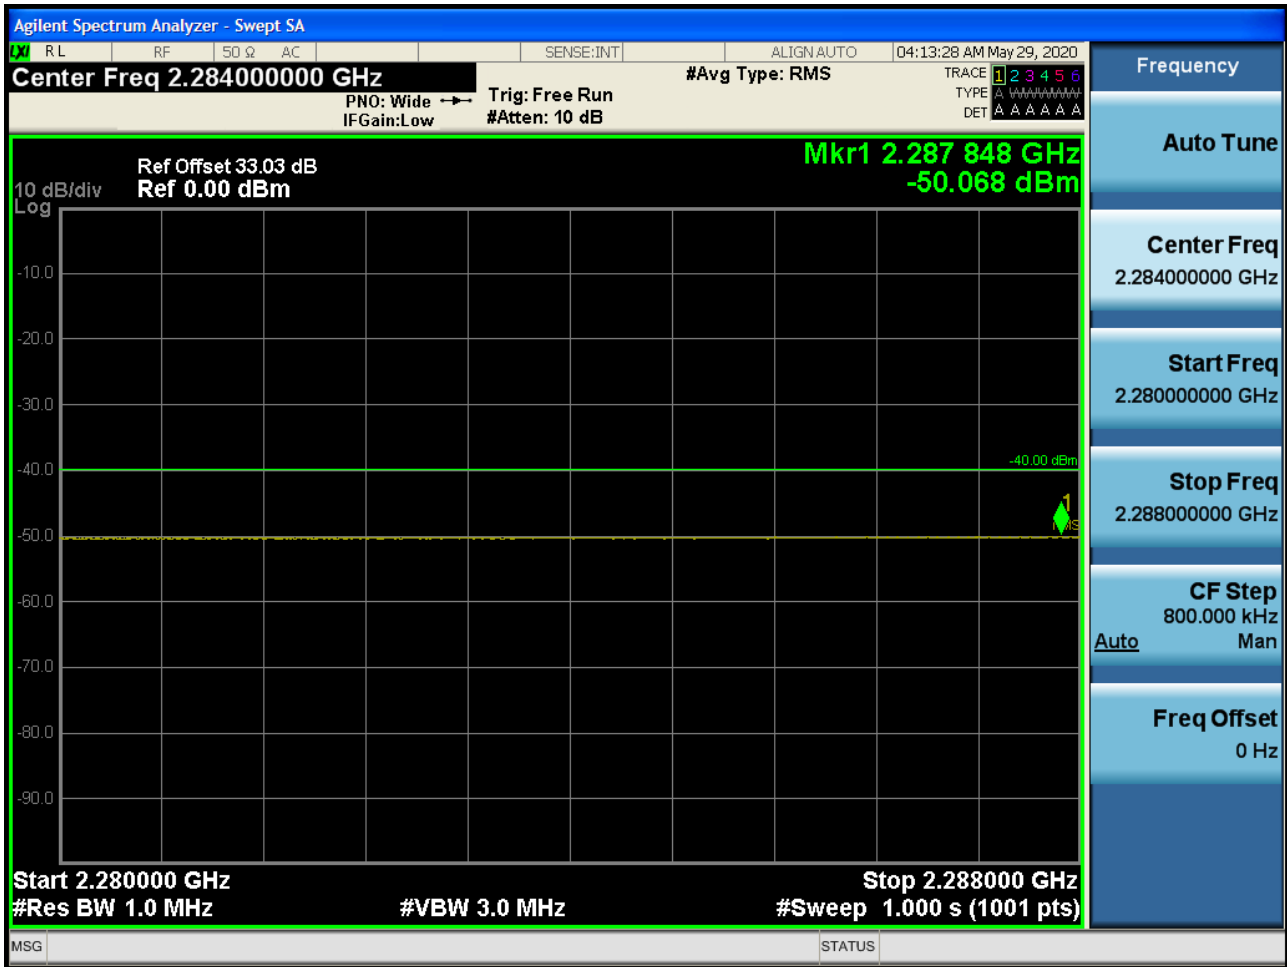 Agilent Spectrum Analyzer - Swept SA
LXI RL RF 50 Ω AC SENSE:INT ALIGN AUTO 04:13:28 AM May 29, 2020
Center Freq 2.284000000 GHz
#Avg Type: RMS
TRACE 1 2 3 4 5 6
PNO: Wide
Trig: Free Run
TYPE A WWWWW
IFGain:Low
#Atten: 10 dB
DET A A A A A A
Mkr1 2.287 848 GHz
-50.068 dBm
Ref Offset 33.03 dB
10 dB/div Ref 0.00 dBm
Log
-10.0
-20.0
-30.0
-40.0
-40.00 dBm
1
-50.0
-60.0
-70.0
-80.0
-90.0
Start 2.280000 GHz
Stop 2.288000 GHz
#Res BW 1.0 MHz
#VBW 3.0 MHz
#Sweep 1.000 s (1001 pts)
MSG
STATUS
Frequency
Auto Tune
Center Freq
2.284000000 GHz
Start Freq
2.280000000 GHz
Stop Freq
2.288000000 GHz
CF Step
800.000 kHz
Auto Man
Freq Offset
0 Hz